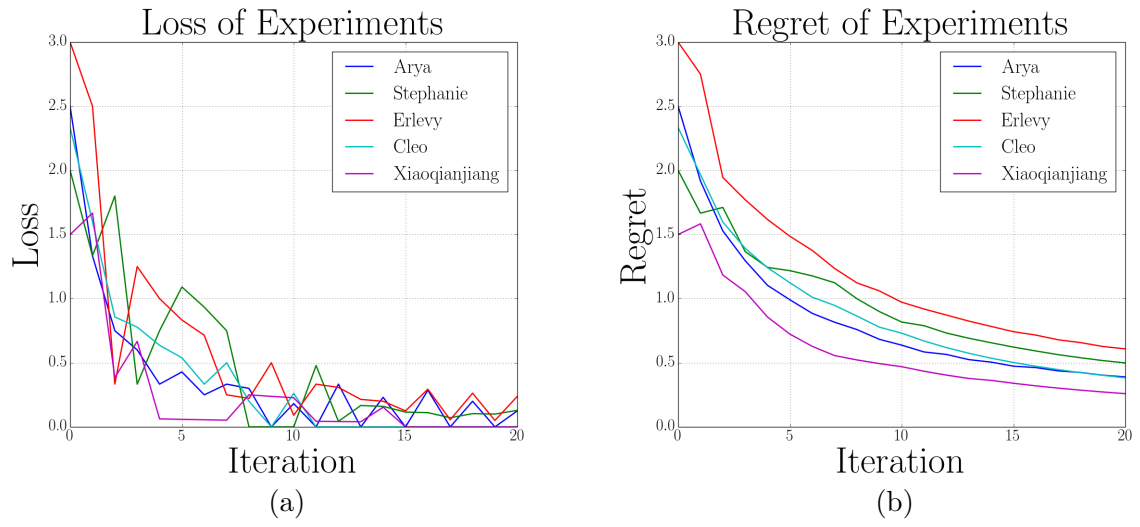 Loss of Experiments
3.0
2.5
2.0
1.5
1.0
0.5
0.0
Loss
Arya
Stephanie
Erlevy
Cleo
Xiaoqianjiang
0 5 10 15 20
Iteration
(a)
Regret of Experiments
3.0
2.5
2.0
1.5
1.0
0.5
0.0
Regret
Arya
Stephanie
Erlevy
Cleo
Xiaoqianjiang
0 5 10 15 20
Iteration
(b)